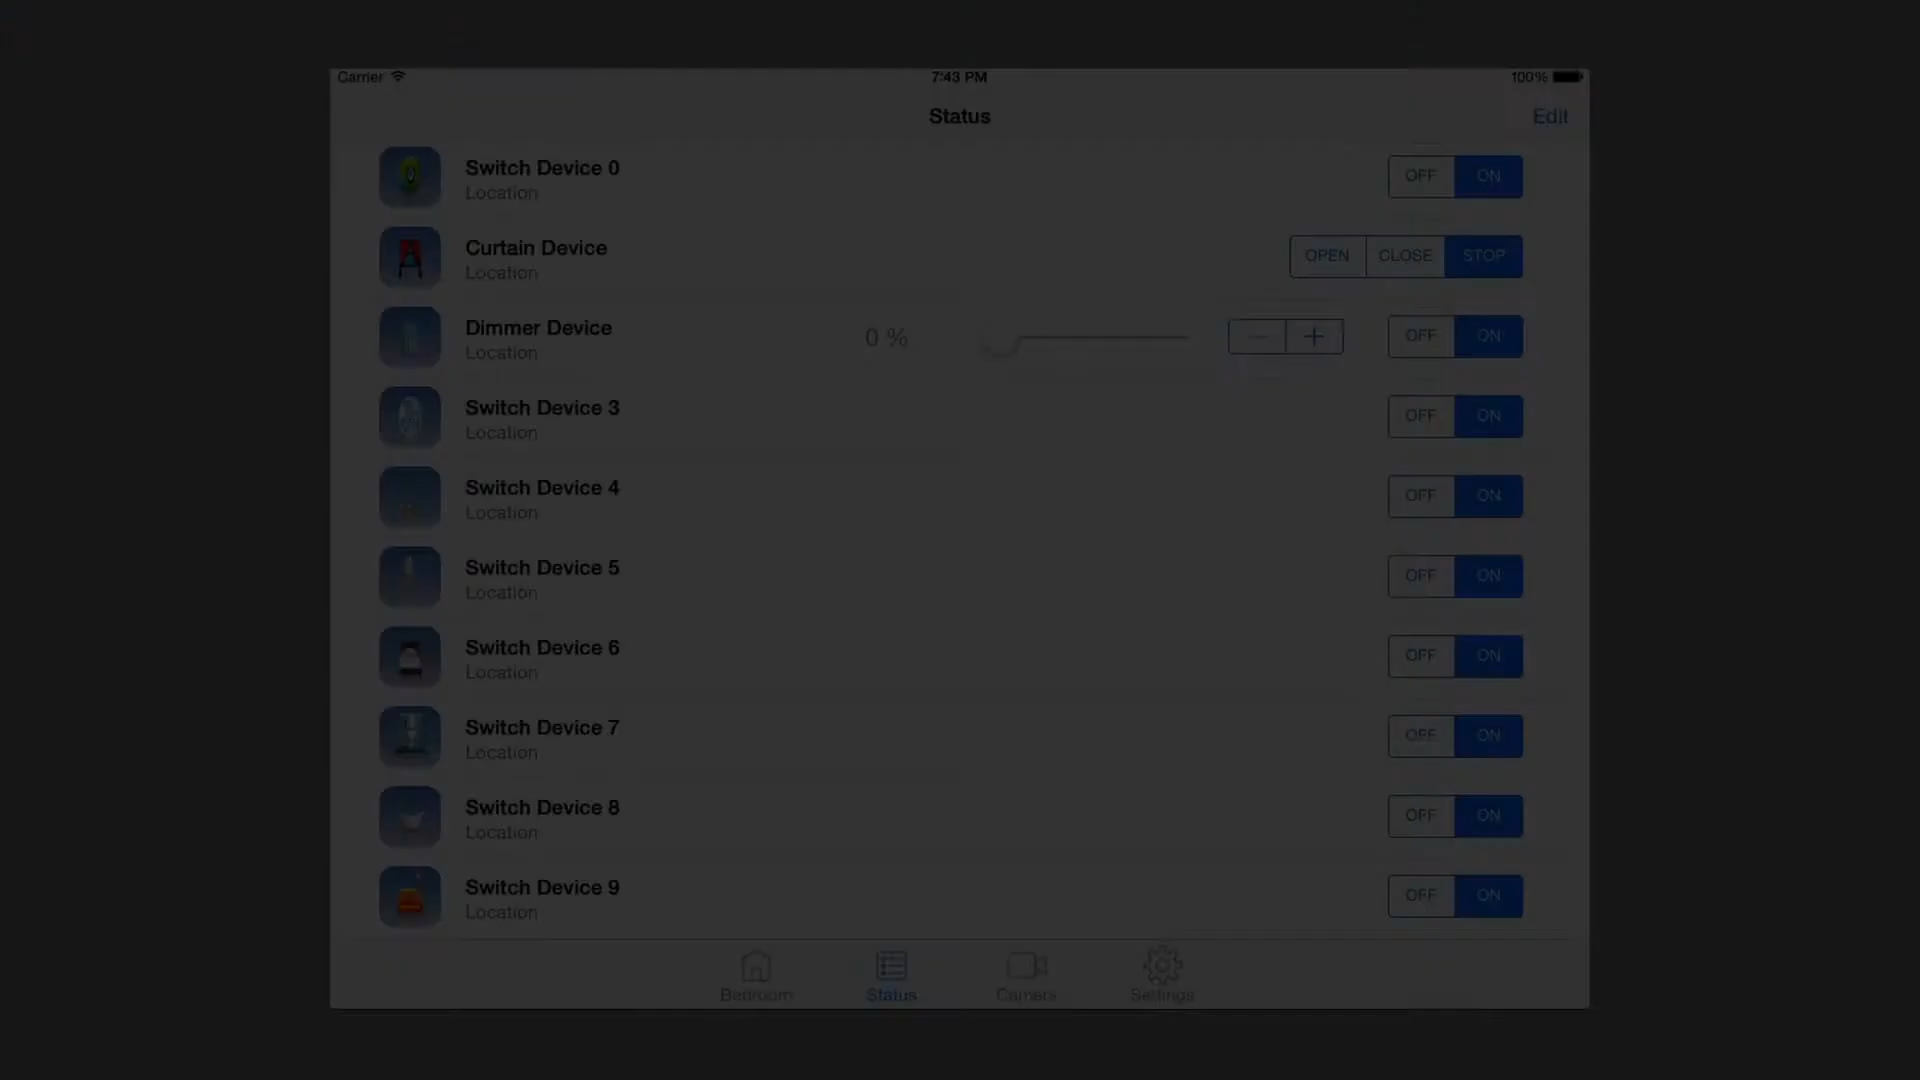 Carrier 7:43 PM 100%
Status Edit
Switch Device 0
Location
OFF ON
Curtain Device
Location
OPEN CLOSE STOP
Dimmer Device
Location
0 % − + OFF ON
Switch Device 3
Location
OFF ON
Switch Device 4
Location
OFF ON
Switch Device 5
Location
OFF ON
Switch Device 6
Location
OFF ON
Switch Device 7
Location
OFF ON
Switch Device 8
Location
OFF ON
Switch Device 9
Location
OFF ON
Bedroom Status Camera Settings